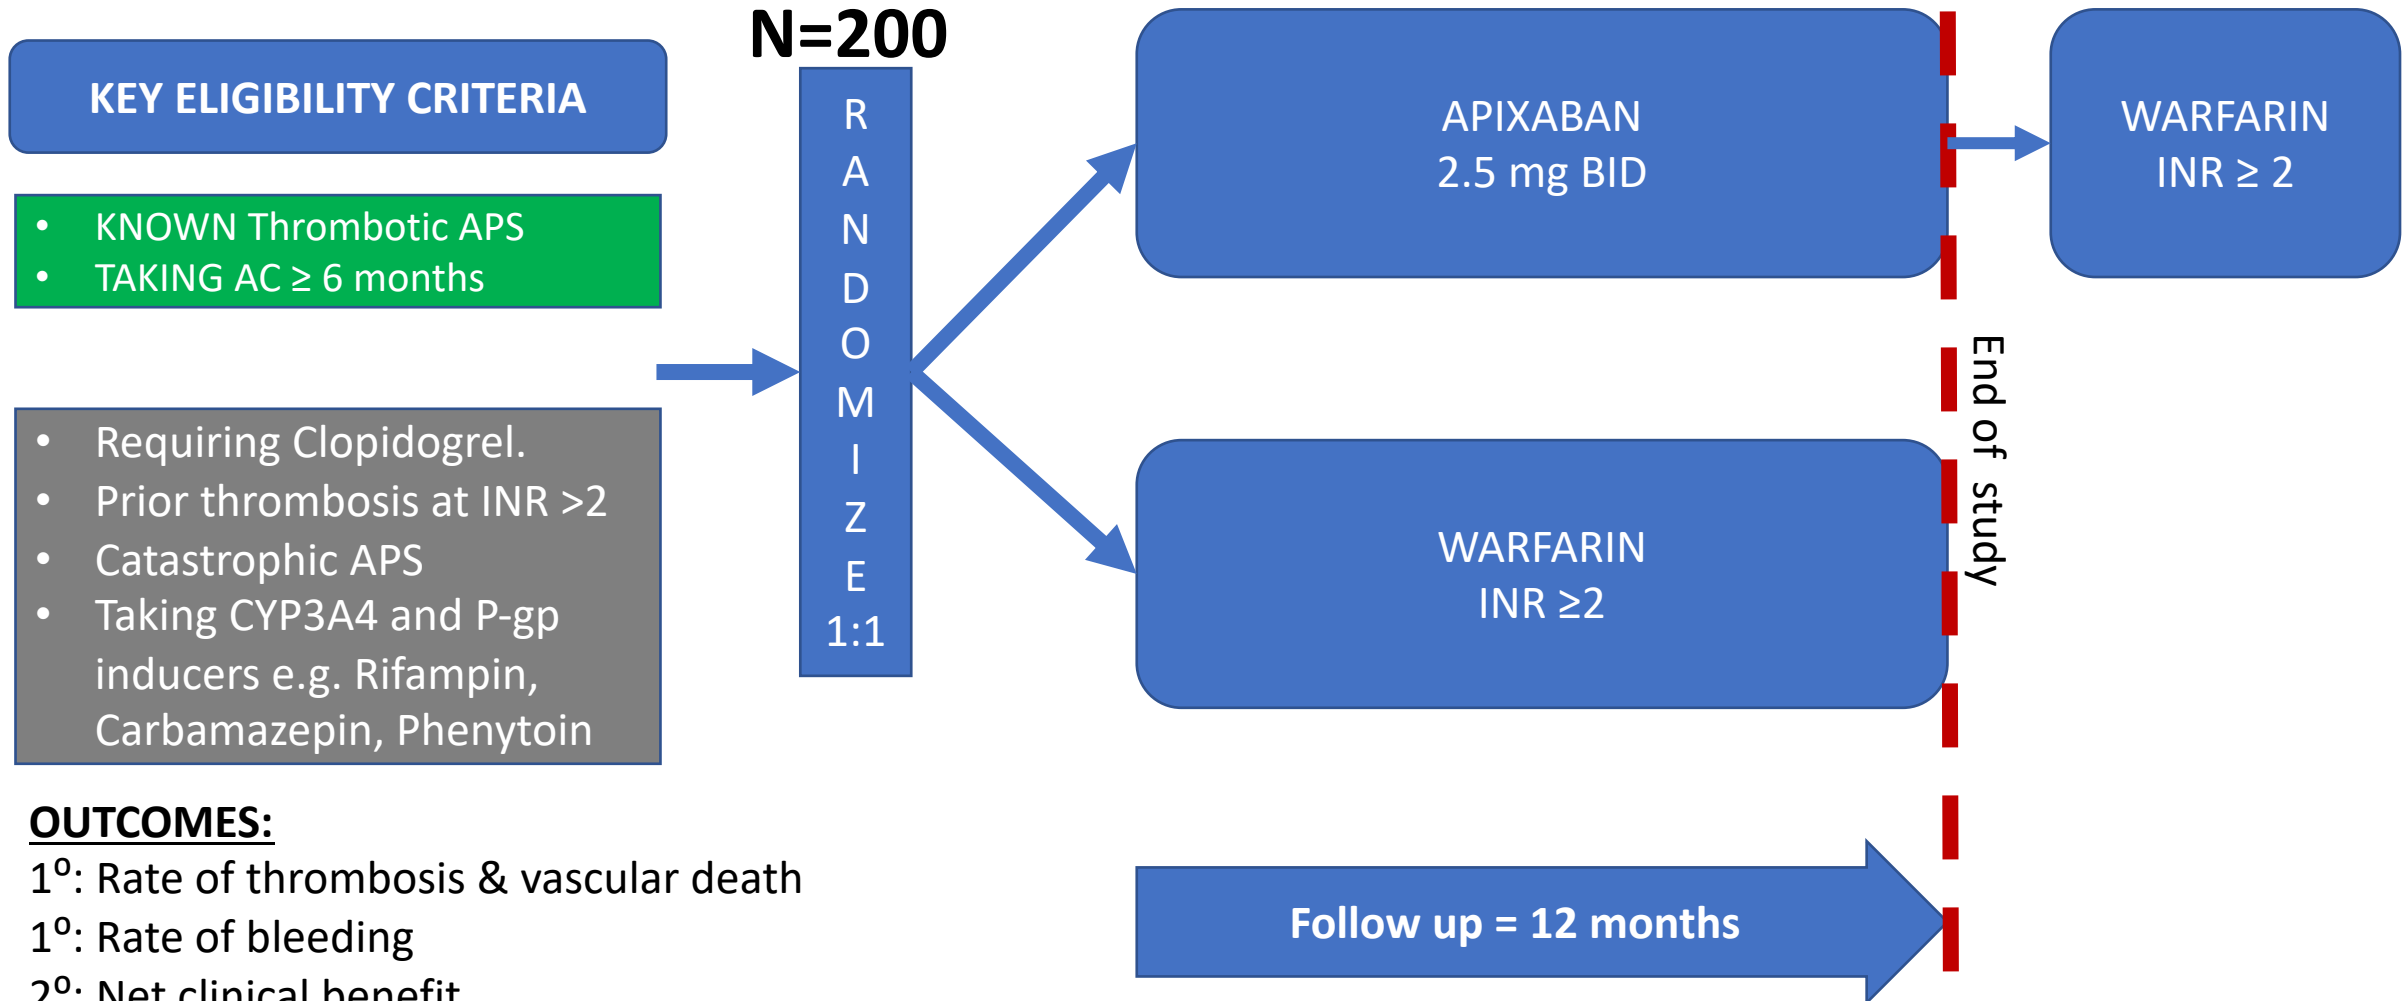 N=200
KEY ELIGIBILITY CRITERIA
• KNOWN Thrombotic APS
• TAKING AC ≥ 6 months
• Requiring Clopidogrel.
• Prior thrombosis at INR >2
• Catastrophic APS
• Taking CYP3A4 and P-gp
inducers e.g. Rifampin,
Carbamazepin, Phenytoin
R
A
N
D
O
M
I
Z
E
1:1
APIXABAN
2.5 mg BID
WARFARIN
INR ≥2
End of study
WARFARIN
INR ≥ 2
Follow up = 12 months
OUTCOMES:
1⁰: Rate of thrombosis & vascular death
1⁰: Rate of bleeding
2⁰: Net clinical benefit